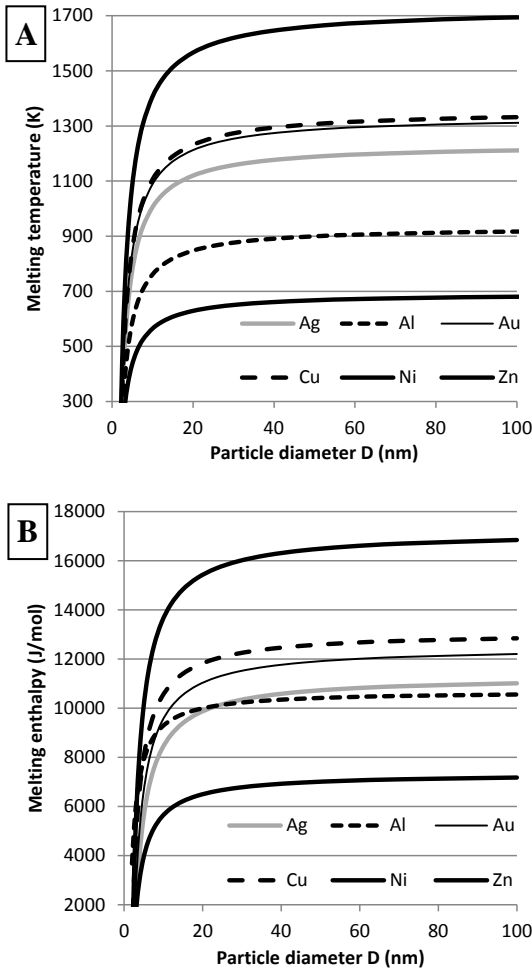 A
1700
1500
1300
1100
900
700
500
300
Melting temperature (K)
Ag Al Au
Cu Ni Zn
0 20 40 60 80 100
Particle diameter D (nm)
B
18000
16000
14000
12000
10000
8000
6000
4000
2000
Melting enthalpy (J/mol)
Ag Al Au
Cu Ni Zn
0 20 40 60 80 100
Particle diameter D (nm)